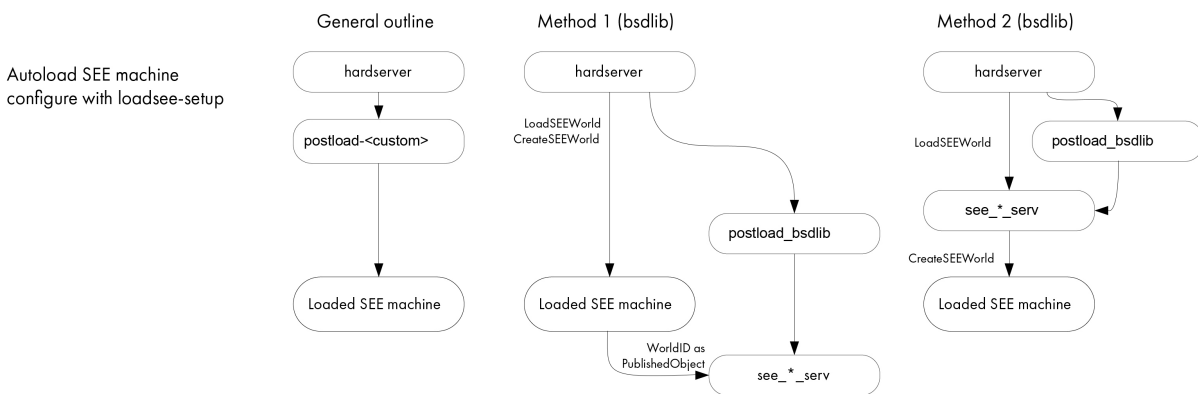 General outline
Method 1 (bsdlib)
Method 2 (bsdlib)
Autoload SEE machine
configure with loadsee-setup
hardserver
postload-<custom>
Loaded SEE machine
hardserver
LoadSEEWorld
CreateSEEWorld
postload_bsdlib
Loaded SEE machine
WorldID as
PublishedObject
see_*_serv
hardserver
LoadSEEWorld
postload_bsdlib
see_*_serv
CreateSEEWorld
Loaded SEE machine